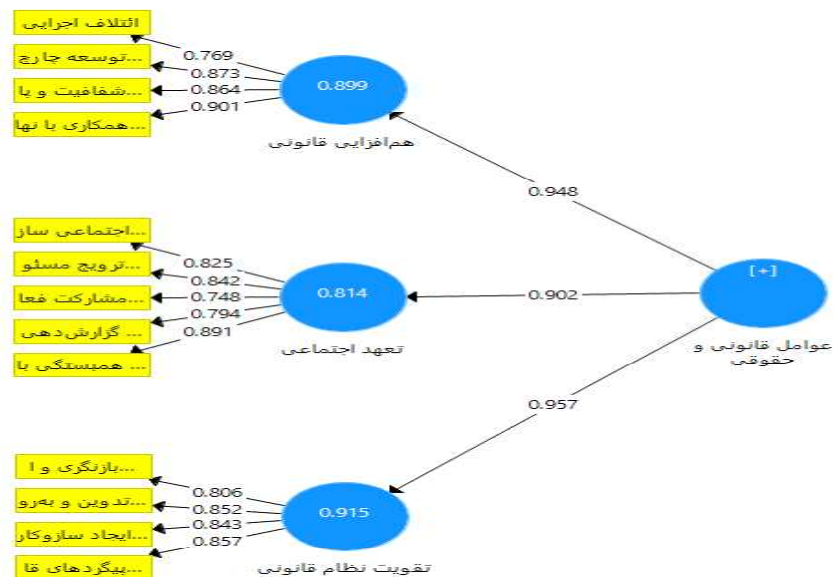 ائتلاف اجرایی
0.769
توسعه چارچ...
0.873
شفافیت و پا...
0.864
همکاری با نها...
0.901
0.899
هم‌افزایی قانونی
0.948
اجتماعی ساز...
0.825
ترویج مسئو...
0.842
مشارکت فعا...
0.748
گزارش‌دهی ...
0.794
همبستگی با ...
0.891
0.814
تعهد اجتماعی
0.902
[+]
عوامل قانونی و
حقوقی
0.957
بازنگری و ا...
0.806
تدوین و به‌رو...
0.852
ایجاد سازوکار...
0.843
پیگردهای قا...
0.857
0.915
تقویت نظام قانونی